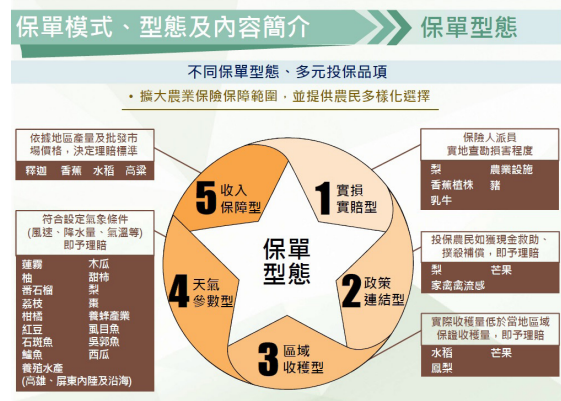 保單模式、型態及內容簡介
保單型態
不同保單型態、多元投保品項
•擴大農業保險保障範圍，並提供農民多樣化選擇
保單
型態
1 實損
實賠型
保險人派員
實地查勘損害程度
梨 農業設施
香蕉植株 豬
乳牛
2 政策
連結型
投保農民如獲現金救助、
撲殺補償，即予理賠
梨 芒果
家禽禽流感
3 區域
收穫型
實際收穫量低於當地區域
保證收穫量，即予理賠
水稻 芒果
鳳梨
4 天氣
參數型
符合設定氣象條件
(風速、降水量、氣溫等)
即予理賠
蓮霧 木瓜
柚 甜柿
番石榴 梨
荔枝 棗
柑橘 養蜂產業
紅豆 虱目魚
石斑魚 吳郭魚
鱸魚 西瓜
養殖水產
(高雄、屏東內陸及沿海)
5 收入
保障型
依據地區產量及批發市
場價格，決定理賠標準
釋迦 香蕉 水稻 高粱